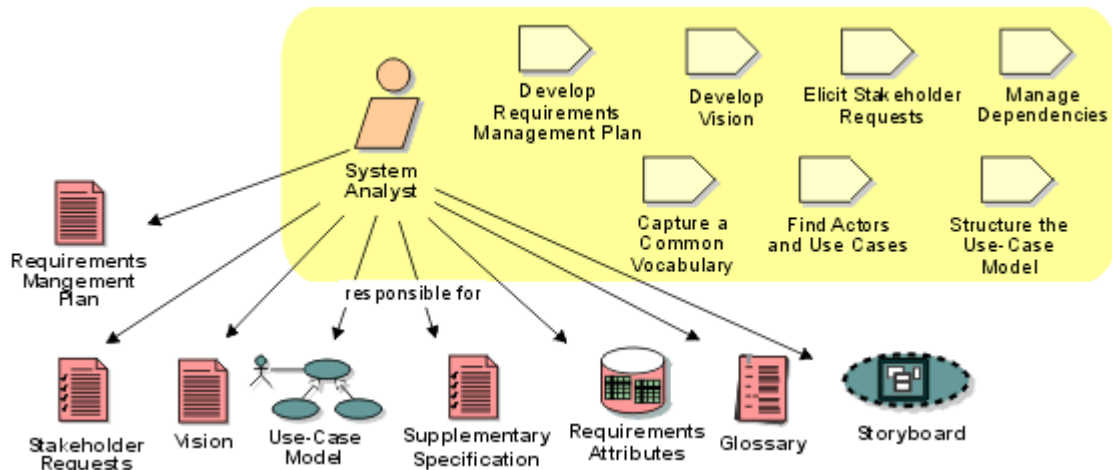 Develop
Requirements
Management Plan
Develop
Vision
Elicit Stakeholder
Requests
Manage
Dependencies
System
Analyst
Capture a
Common
Vocabulary
Find Actors
and Use Cases
Structure the
Use-Case
Model
Requirements
Mangement
Plan
responsible for
Stakeholder
Requests
Vision
Use-Case
Model
Supplementary
Specification
Requirements
Attributes
Glossary
Storyboard